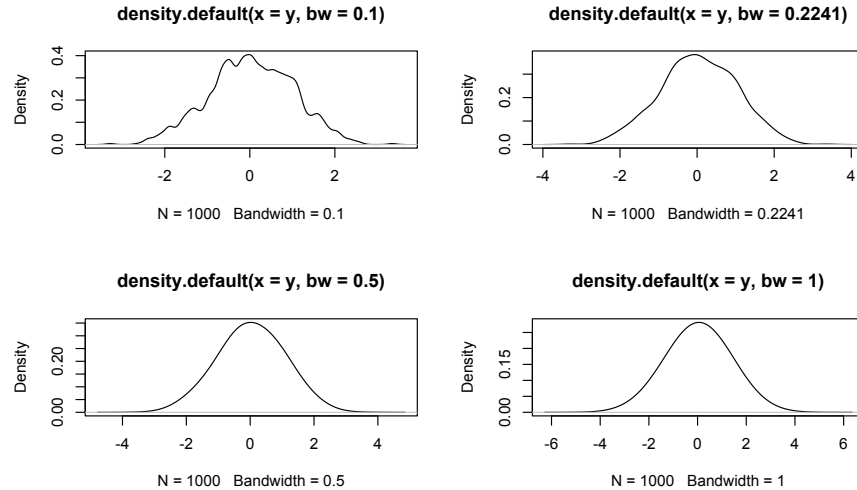 density.default(x = y, bw = 0.1)
Density
0.0 0.2 0.4
-2 0 2
N = 1000 Bandwidth = 0.1
density.default(x = y, bw = 0.2241)
Density
0.0 0.2
-4 -2 0 2 4
N = 1000 Bandwidth = 0.2241
density.default(x = y, bw = 0.5)
Density
0.00 0.20
-4 -2 0 2 4
N = 1000 Bandwidth = 0.5
density.default(x = y, bw = 1)
Density
0.00 0.15
-6 -4 -2 0 2 4 6
N = 1000 Bandwidth = 1